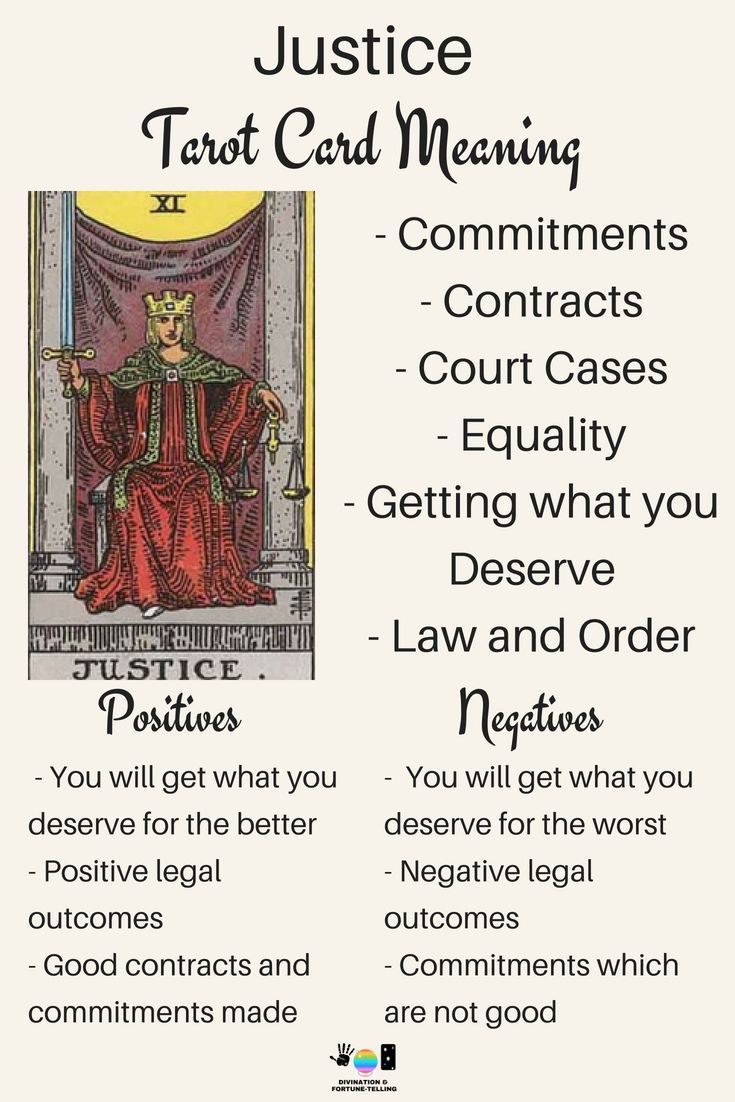 Justice
Tarot Card Meaning
XI
JUSTICE.
- Commitments
- Contracts
- Court Cases
- Equality
- Getting what you
Deserve
- Law and Order
Positives
- You will get what you
deserve for the better
- Positive legal
outcomes
- Good contracts and
commitments made
Negatives
- You will get what you
deserve for the worst
- Negative legal
outcomes
- Commitments which
are not good
DIVINATION &
FORTUNE-TELLING